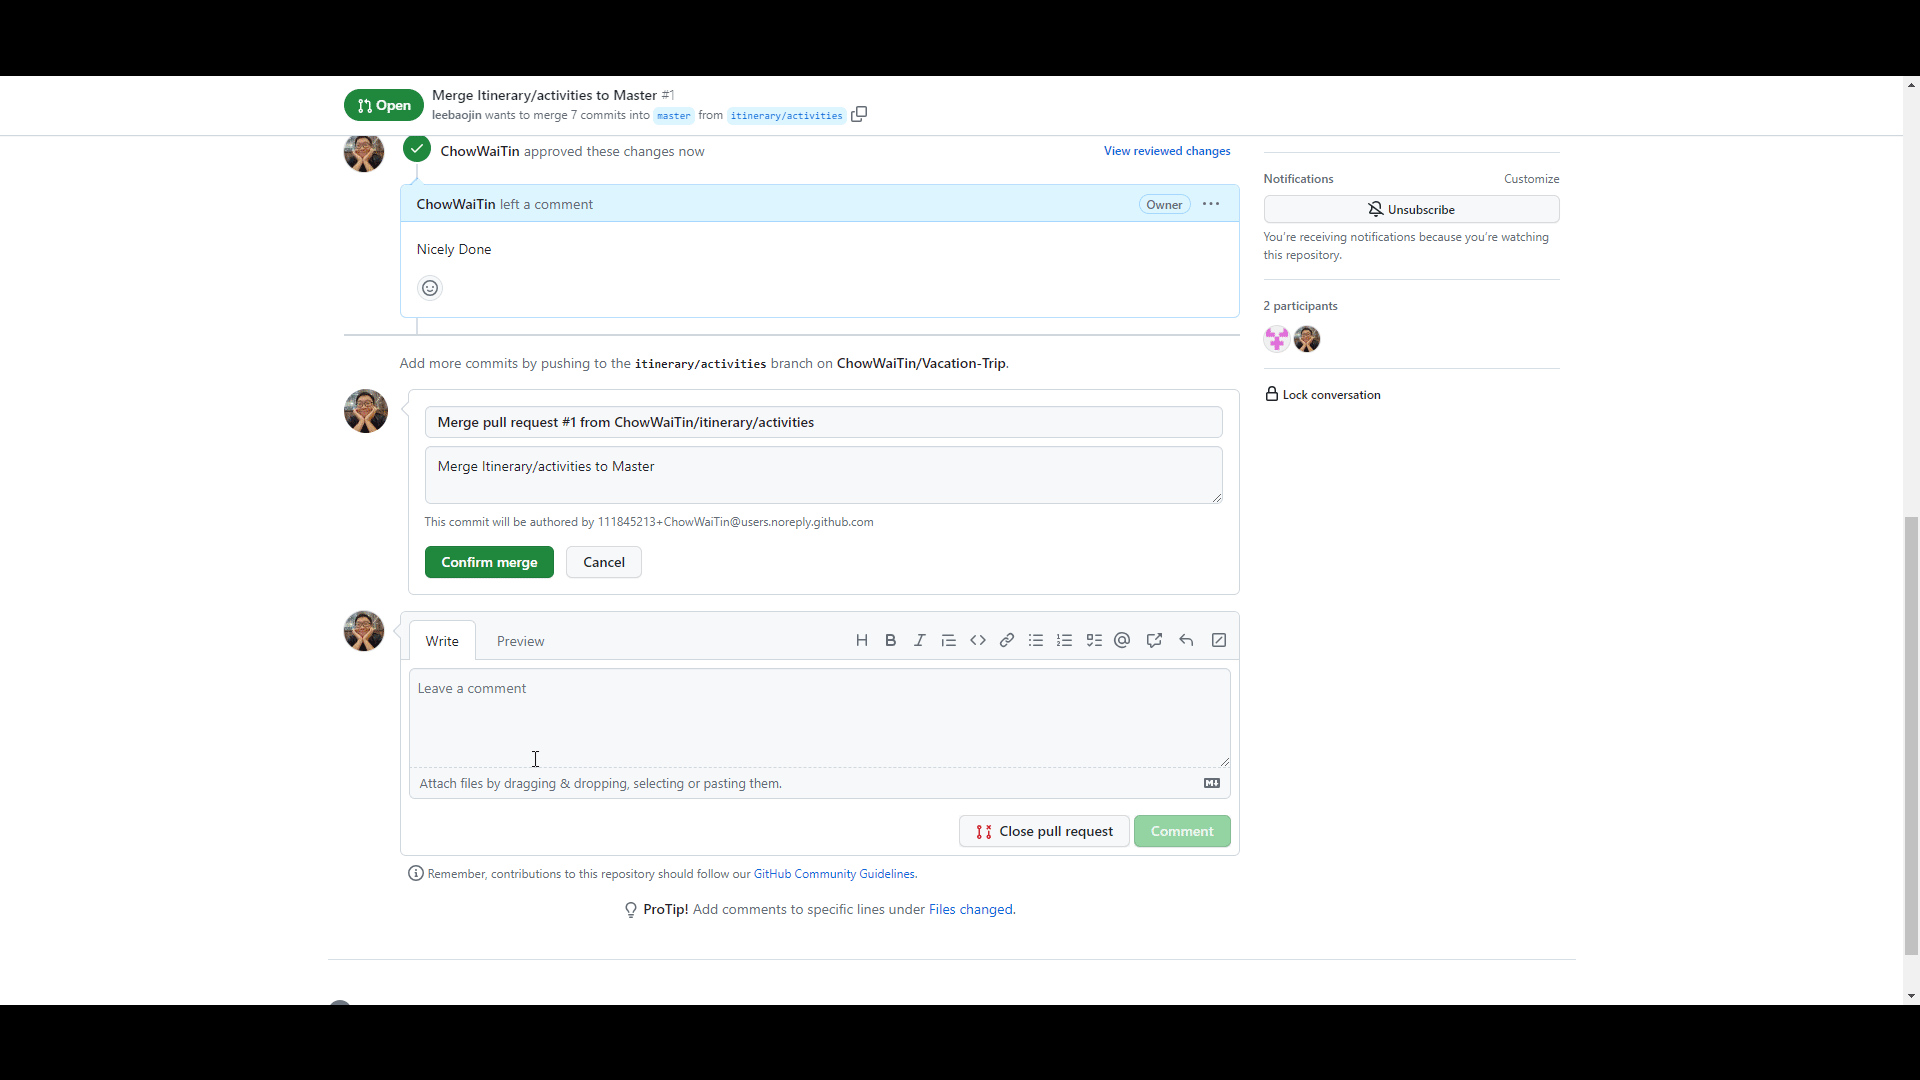 Open
Merge Itinerary/activities to Master #1
leebaojin wants to merge 7 commits into master from itinerary/activities
ChowWaiTin approved these changes now
View reviewed changes
ChowWaiTin left a comment
Owner
Nicely Done
Notifications
Customize
Unsubscribe
You're receiving notifications because you're watching
this repository.
2 participants
Lock conversation
Add more commits by pushing to the itinerary/activities branch on ChowWaiTin/Vacation-Trip.
Merge pull request #1 from ChowWaiTin/itinerary/activities
Merge Itinerary/activities to Master
This commit will be authored by 111845213+ChowWaiTin@users.noreply.github.com
Confirm merge
Cancel
Write
Preview
Leave a comment
Attach files by dragging & dropping, selecting or pasting them.
Close pull request
Comment
Remember, contributions to this repository should follow our GitHub Community Guidelines.
ProTip! Add comments to specific lines under Files changed.